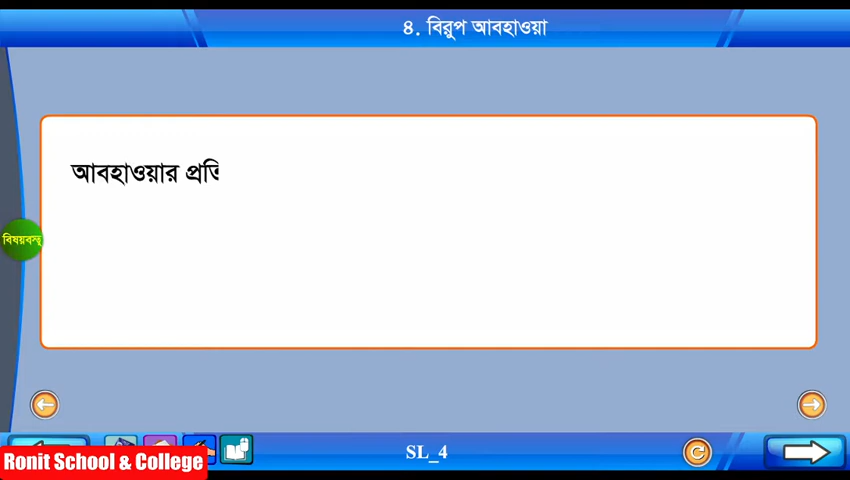 ৪. বিরূপ আবহাওয়া
আবহাওয়ার প্রতি
বিষয়বস্তু
SL_4
Ronit School & College